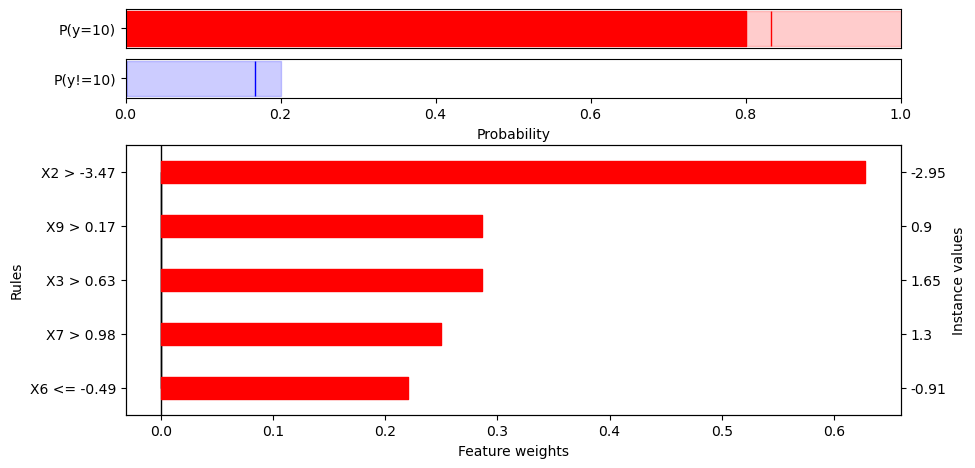 P(y=10)
P(y!=10)
0.0 0.2 0.4 0.6 0.8 1.0
Probability
X2 > -3.47 -2.95
X9 > 0.17 0.9
X3 > 0.63 1.65
X7 > 0.98 1.3
X6 <= -0.49 -0.91
Rules
Instance values
0.0 0.1 0.2 0.3 0.4 0.5 0.6
Feature weights